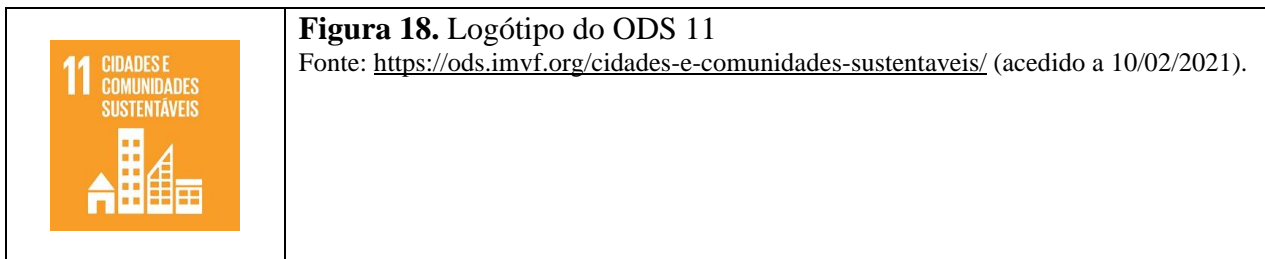 11 CIDADES E
COMUNIDADES
SUSTENTÁVEIS
Figura 18. Logótipo do ODS 11
Fonte: https://ods.imvf.org/cidades-e-comunidades-sustentaveis/ (acedido a 10/02/2021).